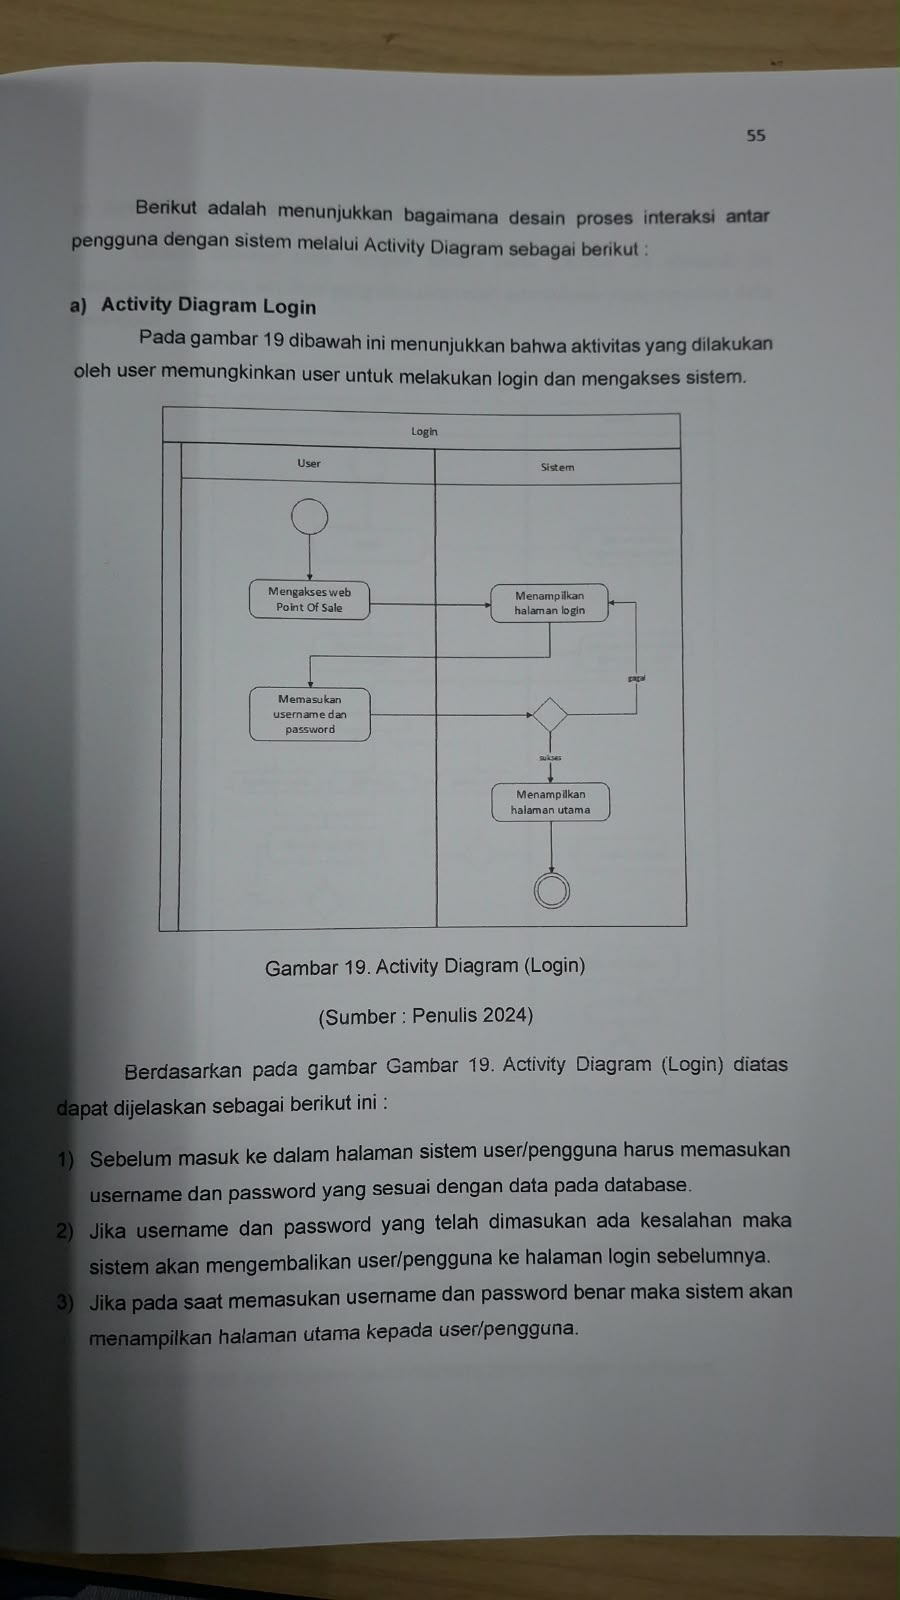 55
Berikut adalah menunjukkan bagaimana desain proses interaksi antar
pengguna dengan sistem melalui Activity Diagram sebagai berikut :
a) Activity Diagram Login
Pada gambar 19 dibawah ini menunjukkan bahwa aktivitas yang dilakukan
oleh user memungkinkan user untuk melakukan login dan mengakses sistem.
Login
User
Sistem
Mengakses web
Point Of Sale
Menampilkan
halaman login
gagal
Memasukan
username dan
password
sukses
Menampilkan
halaman utama
Gambar 19. Activity Diagram (Login)
(Sumber : Penulis 2024)
Berdasarkan pada gambar Gambar 19. Activity Diagram (Login) diatas
dapat dijelaskan sebagai berikut ini :
1) Sebelum masuk ke dalam halaman sistem user/pengguna harus memasukan
username dan password yang sesuai dengan data pada database.
2) Jika username dan password yang telah dimasukan ada kesalahan maka
sistem akan mengembalikan user/pengguna ke halaman login sebelumnya.
3) Jika pada saat memasukan username dan password benar maka sistem akan
menampilkan halaman utama kepada user/pengguna.